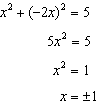 x² + (−2x)² = 5
5x² = 5
x² = 1
x = ±1